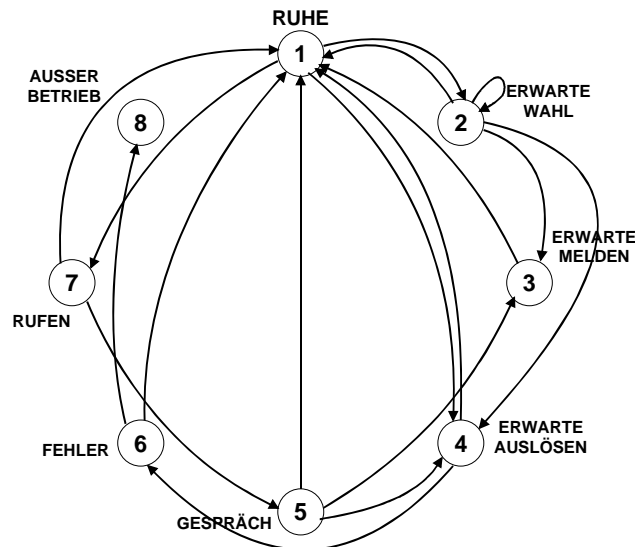 RUHE
1
AUSSER
BETRIEB
8
2
ERWARTE
WAHL
ERWARTE
MELDEN
7
3
RUFEN
6
FEHLER
4
ERWARTE
AUSLÖSEN
5
GESPRÄCH